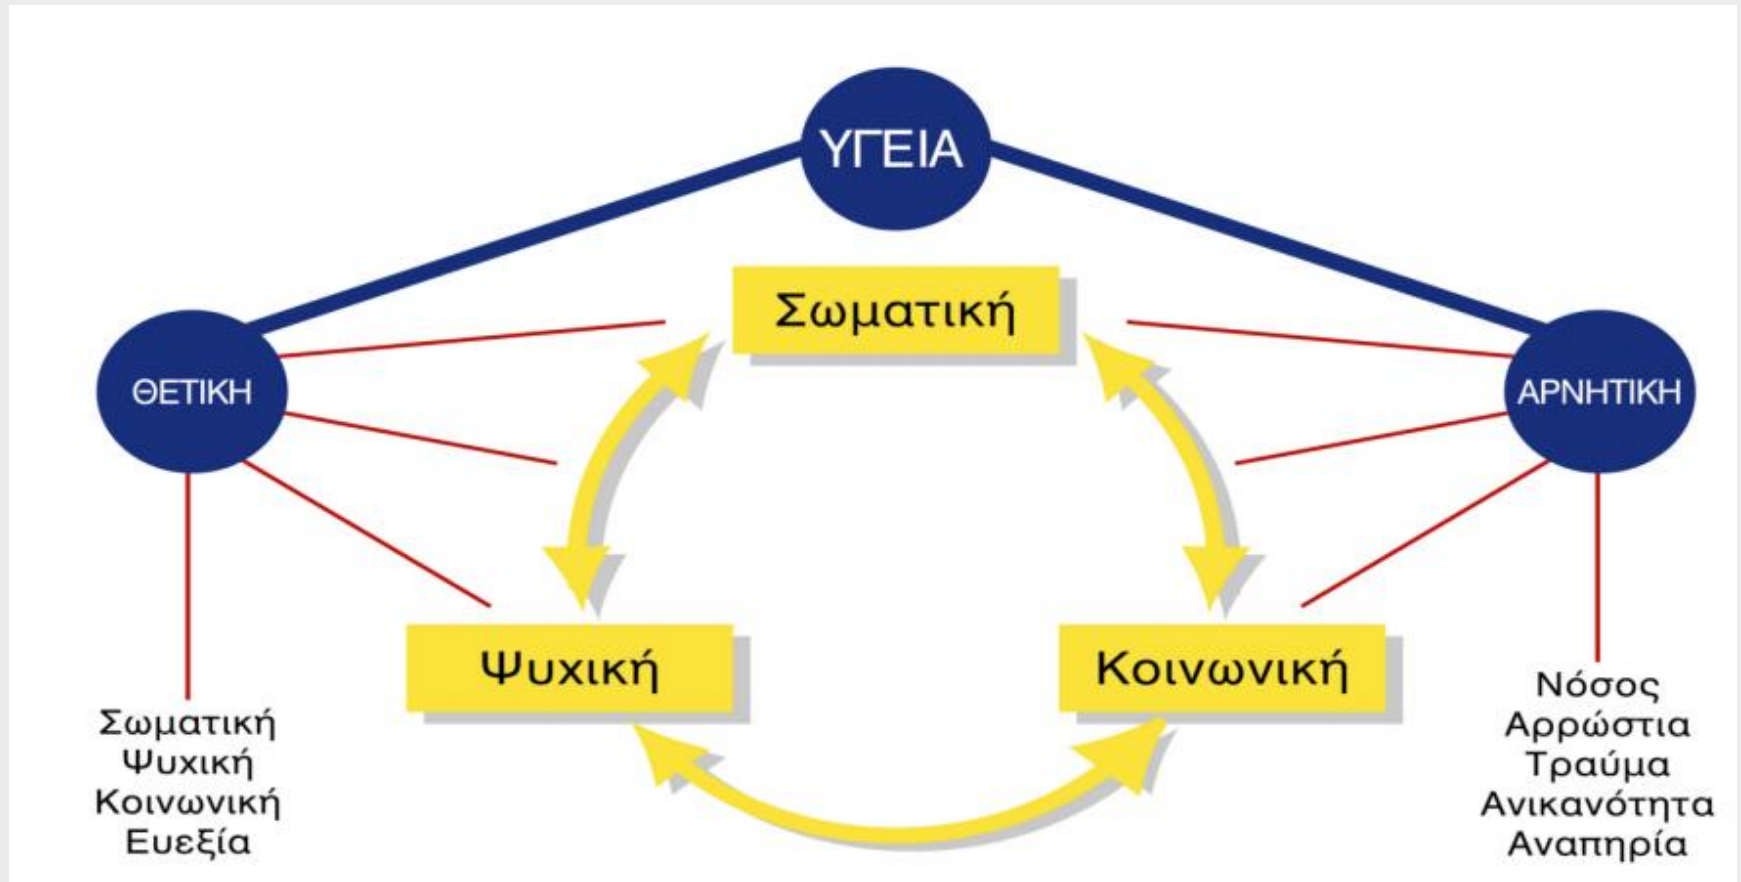 ΥΓΕΙΑ
Σωματική
ΘΕΤΙΚΗ
ΑΡΝΗΤΙΚΗ
Ψυχική
Κοινωνική
Σωματική
Ψυχική
Κοινωνική
Ευεξία
Νόσος
Αρρώστια
Τραύμα
Ανικανότητα
Αναπηρία